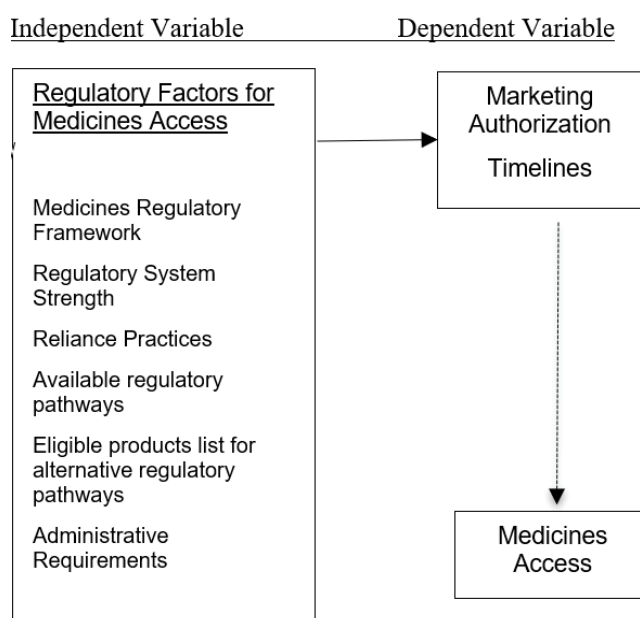 Independent Variable
Dependent Variable
Regulatory Factors for
Medicines Access
Medicines Regulatory
Framework
Regulatory System
Strength
Reliance Practices
Available regulatory
pathways
Eligible products list for
alternative regulatory
pathways
Administrative
Requirements
Marketing
Authorization
Timelines
Medicines
Access